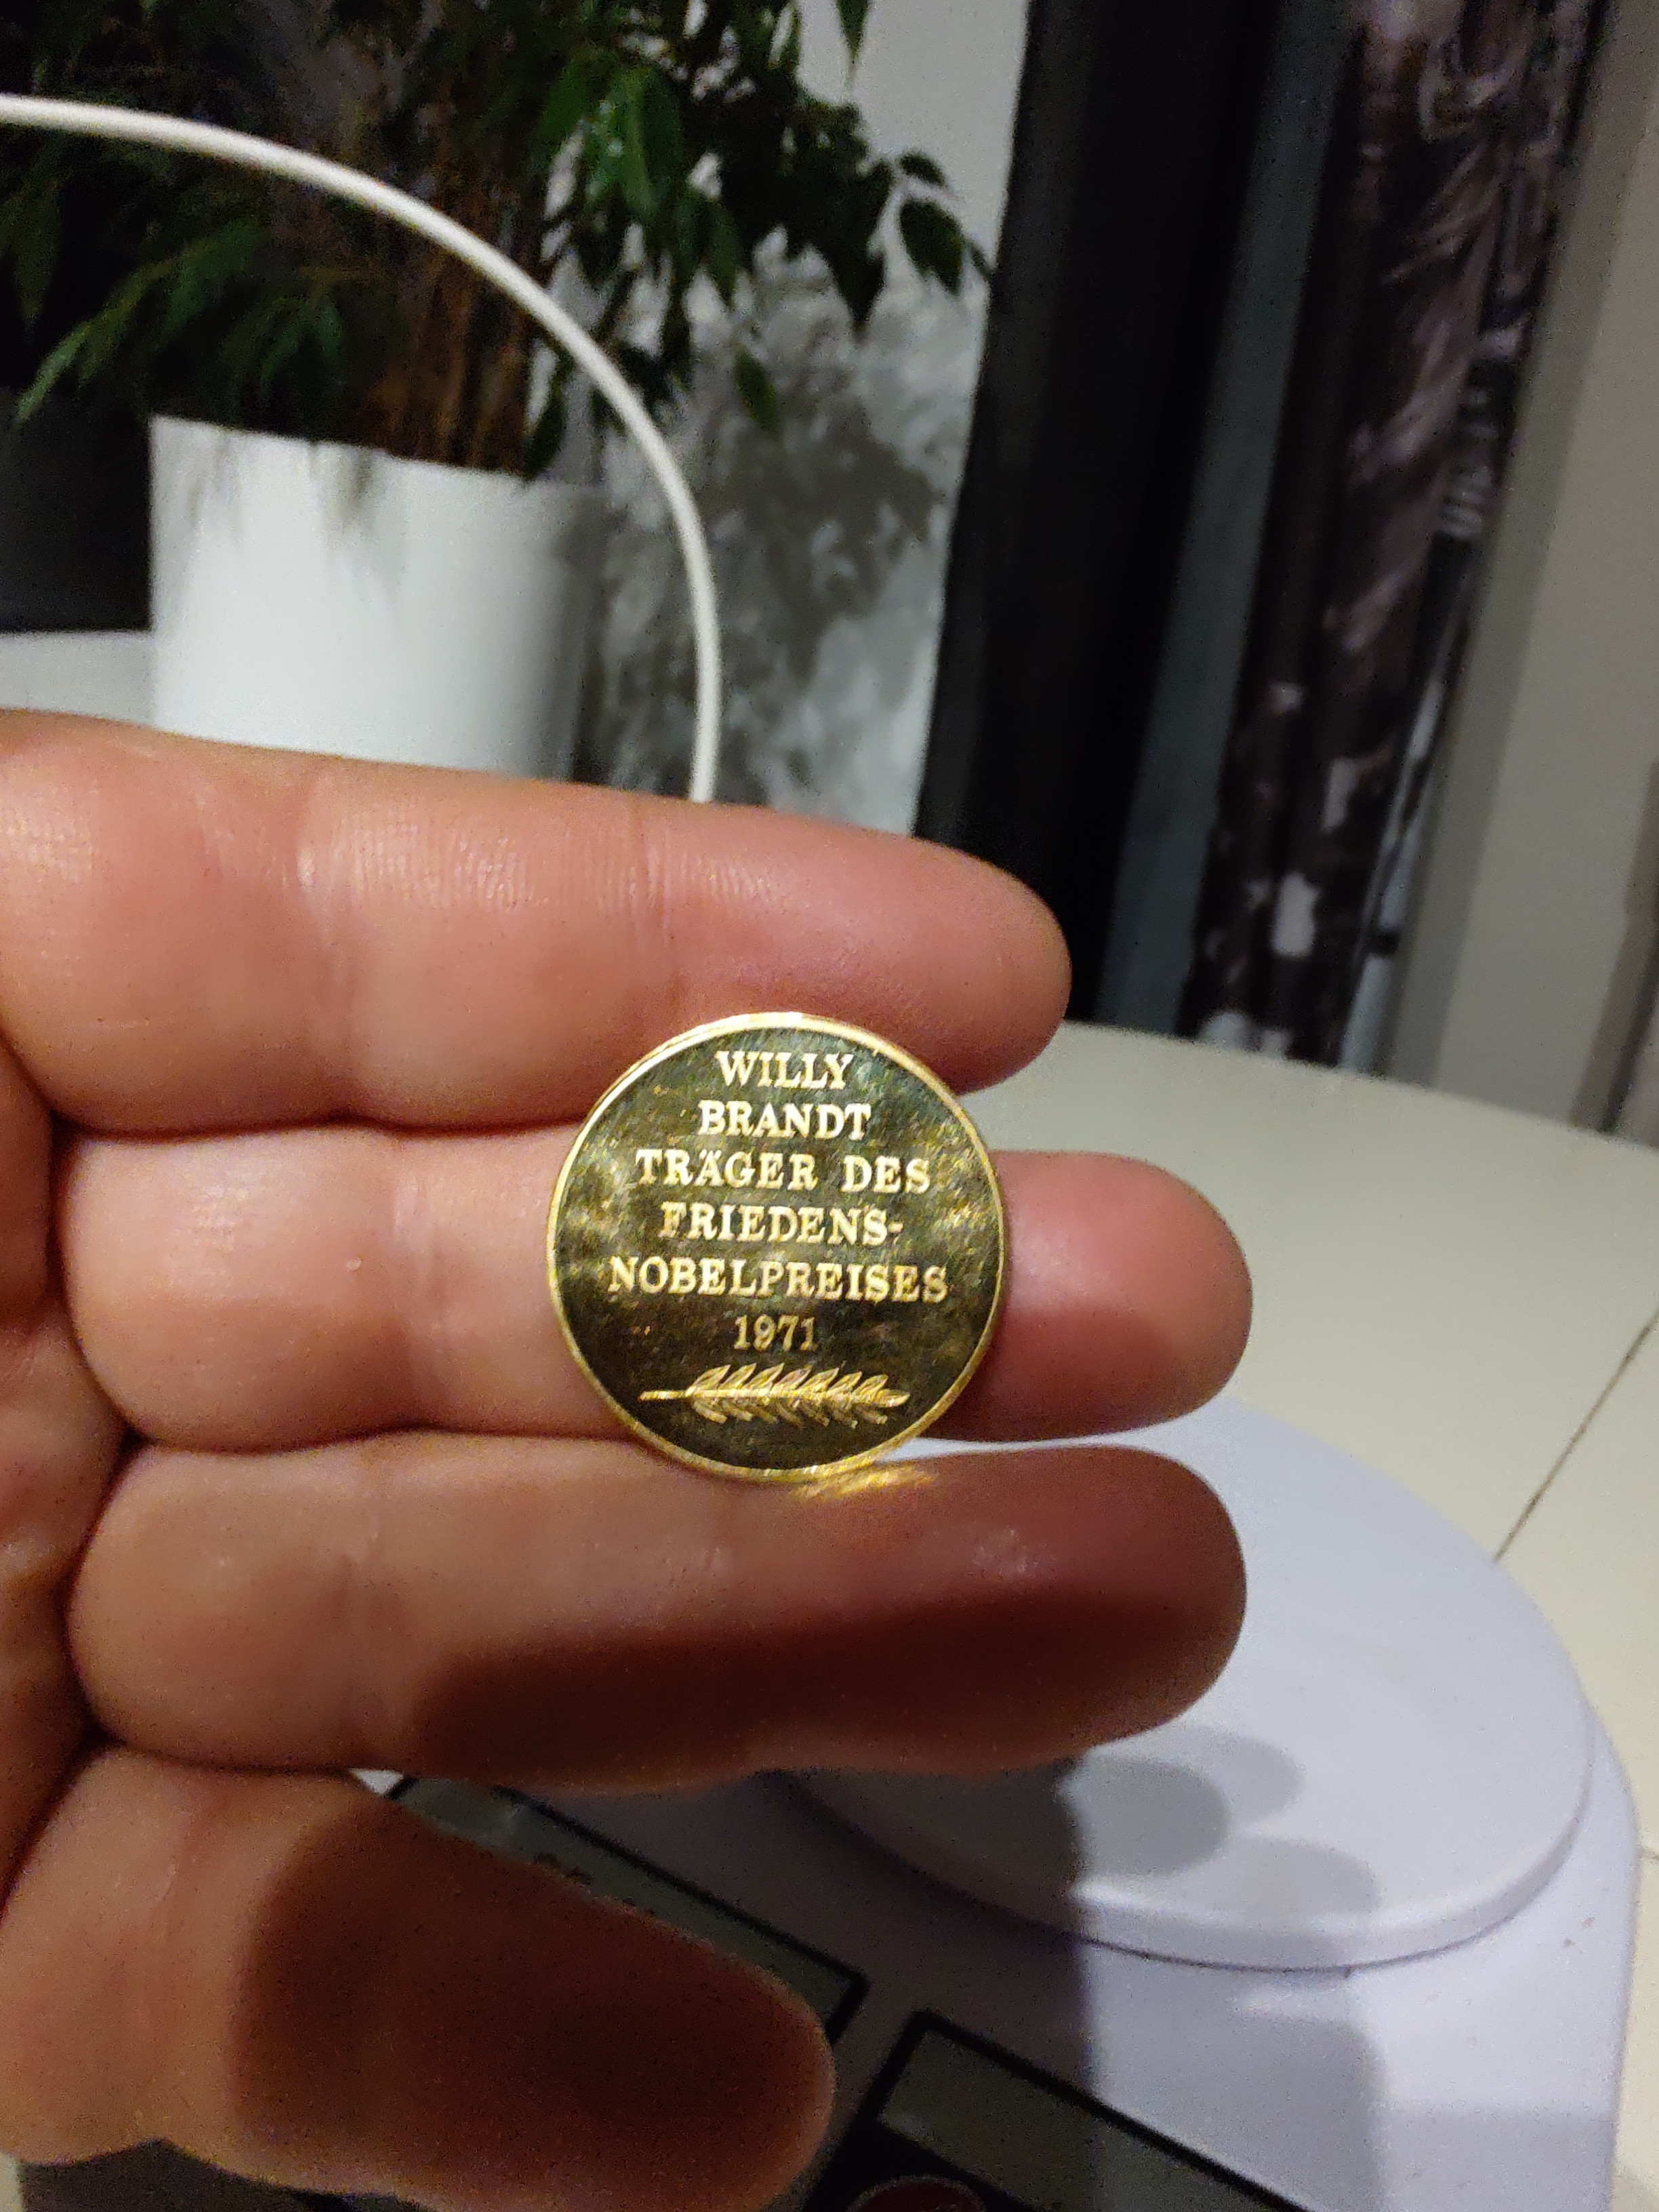 WILLY
BRANDT
TRÄGER DES
FRIEDENS-
NOBELPREISES
1971